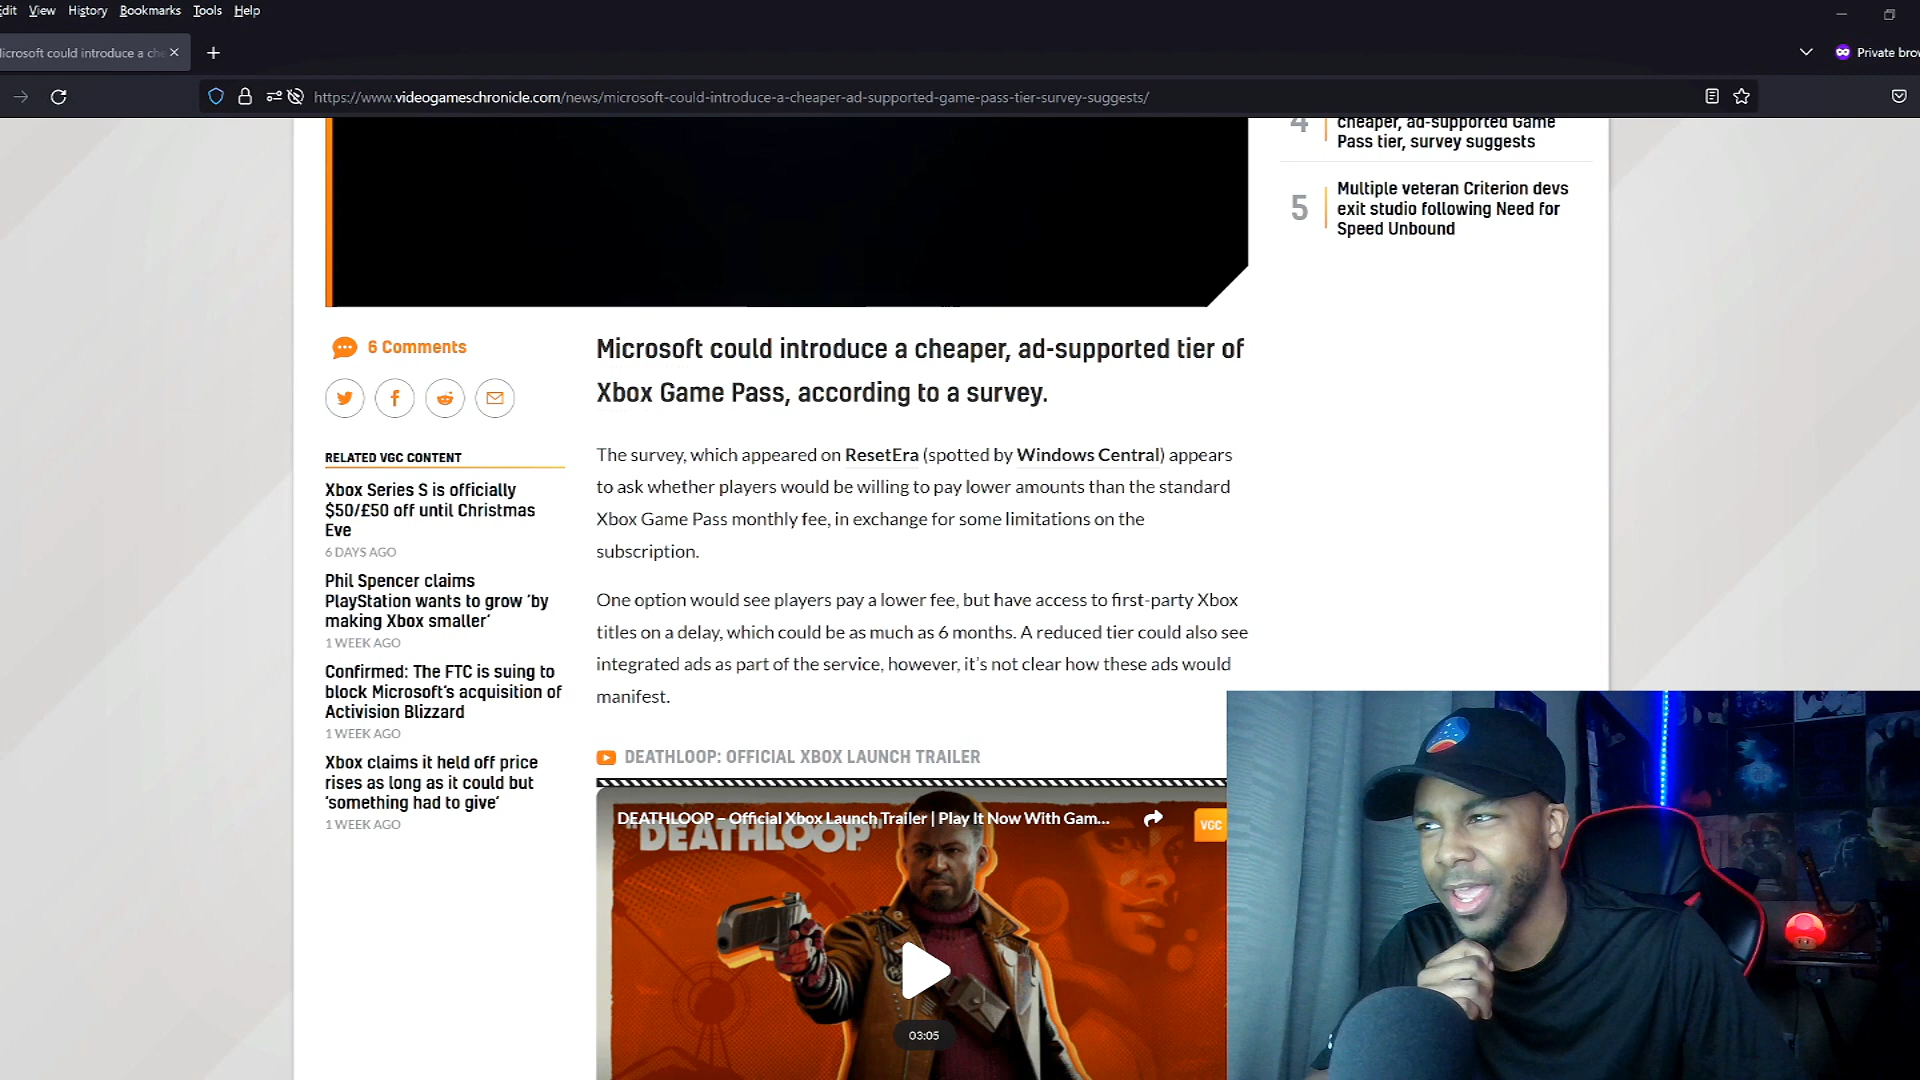 Edit View History Bookmarks Tools Help
Microsoft could introduce a che
Private brow
https://www.videogameschronicle.com/news/microsoft-could-introduce-a-cheaper-ad-supported-game-pass-tier-survey-suggests/
4
cheaper, ad-supported Game
Pass tier, survey suggests
5
Multiple veteran Criterion devs
exit studio following Need for
Speed Unbound
6 Comments
RELATED VGC CONTENT
Xbox Series S is officially
$50/£50 off until Christmas
Eve
6 DAYS AGO
Phil Spencer claims
PlayStation wants to grow ‘by
making Xbox smaller’
1 WEEK AGO
Confirmed: The FTC is suing to
block Microsoft’s acquisition of
Activision Blizzard
1 WEEK AGO
Xbox claims it held off price
rises as long as it could but
‘something had to give’
1 WEEK AGO
Microsoft could introduce a cheaper, ad-supported tier of
Xbox Game Pass, according to a survey.
The survey, which appeared on ResetEra (spotted by Windows Central) appears
to ask whether players would be willing to pay lower amounts than the standard
Xbox Game Pass monthly fee, in exchange for some limitations on the
subscription.
One option would see players pay a lower fee, but have access to first-party Xbox
titles on a delay, which could be as much as 6 months. A reduced tier could also see
integrated ads as part of the service, however, it’s not clear how these ads would
manifest.
DEATHLOOP: OFFICIAL XBOX LAUNCH TRAILER
DEATHLOOP – Official Xbox Launch Trailer | Play It Now With Gam...
VGC
"DEATHLOOP"
03:05